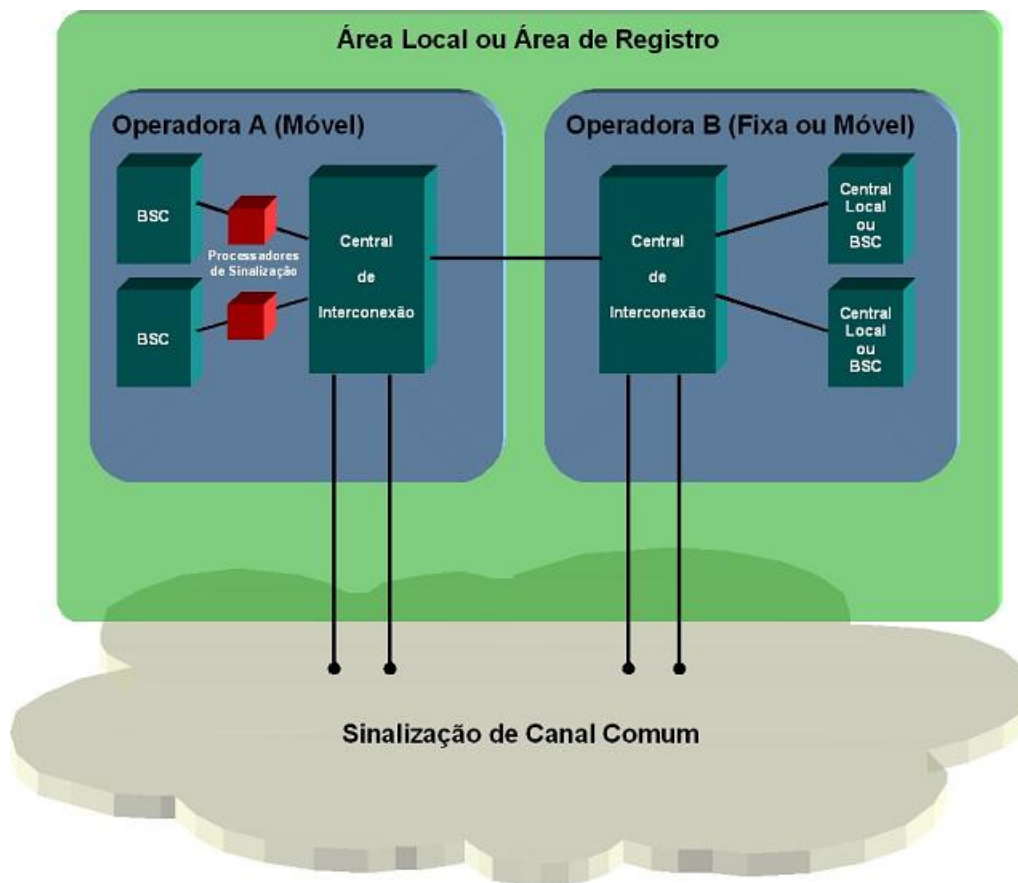 Área Local ou Área de Registro
Operadora A (Móvel)
BSC
Processadores
de Sinalização
BSC
Central
de
Interconexão
Operadora B (Fixa ou Móvel)
Central
de
Interconexão
Central
Local
ou
BSC
Central
Local
ou
BSC
Sinalização de Canal Comum